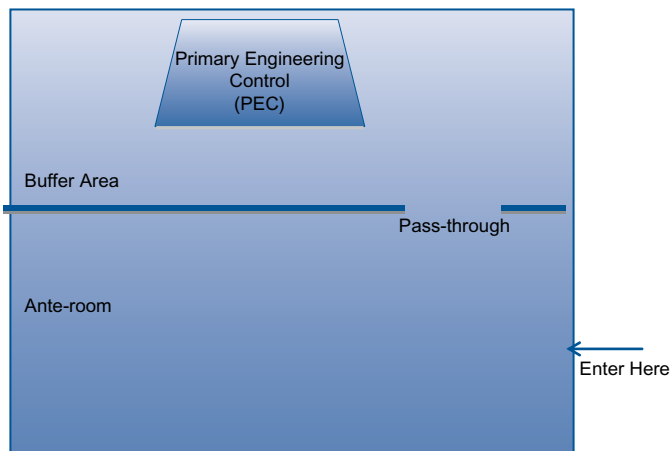 Primary Engineering
Control
(PEC)
Buffer Area
Pass-through
Ante-room
Enter Here